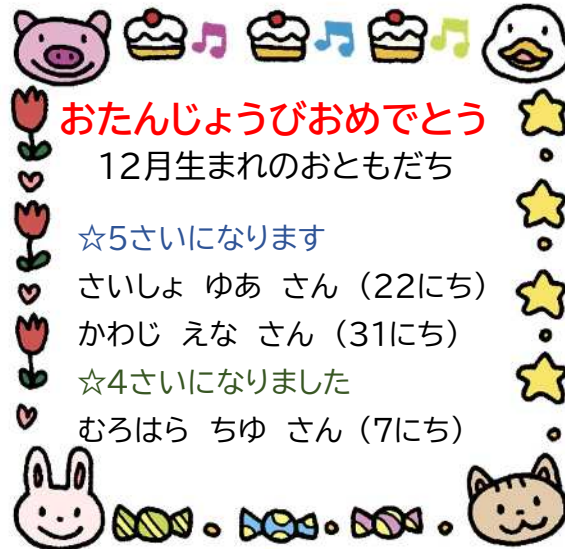 おたんじょうびおめでとう
12月生まれのおともだち
☆5さいになります
さいしょ ゆあ さん (22にち)
かわじ えな さん (31にち)
☆4さいになりました
むろはら ちゆ さん (7にち)